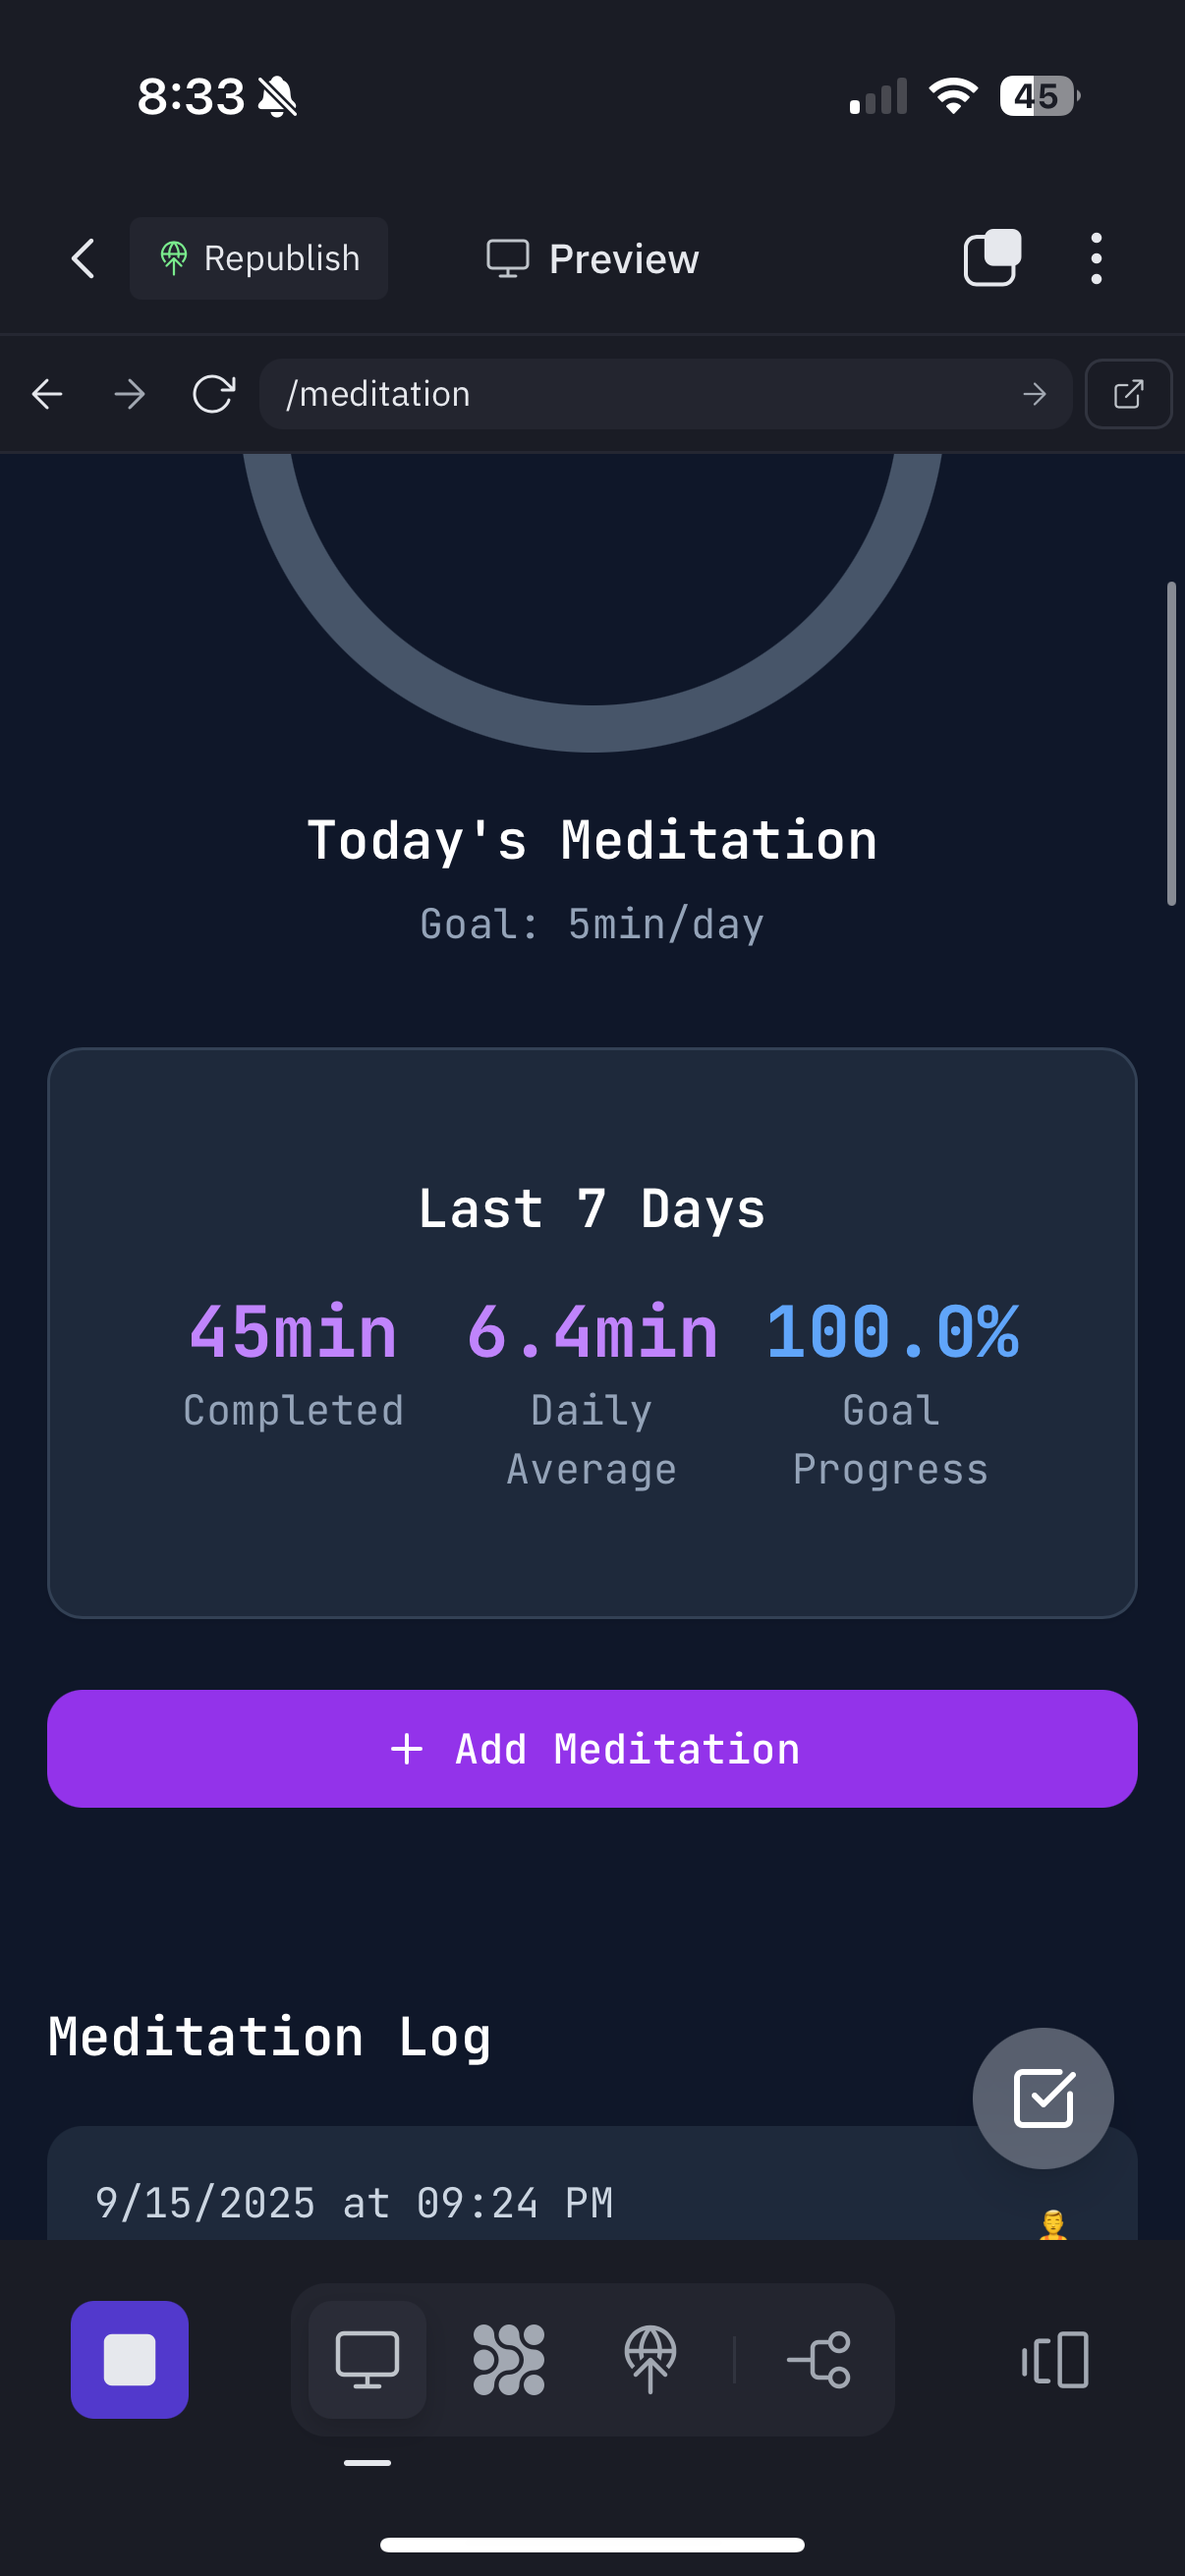 8:33
45
Republish
Preview
/meditation
Today's Meditation
Goal: 5min/day
Last 7 Days
45min 6.4min 100.0%
Completed Daily Average Goal Progress
+ Add Meditation
Meditation Log
9/15/2025 at 09:24 PM